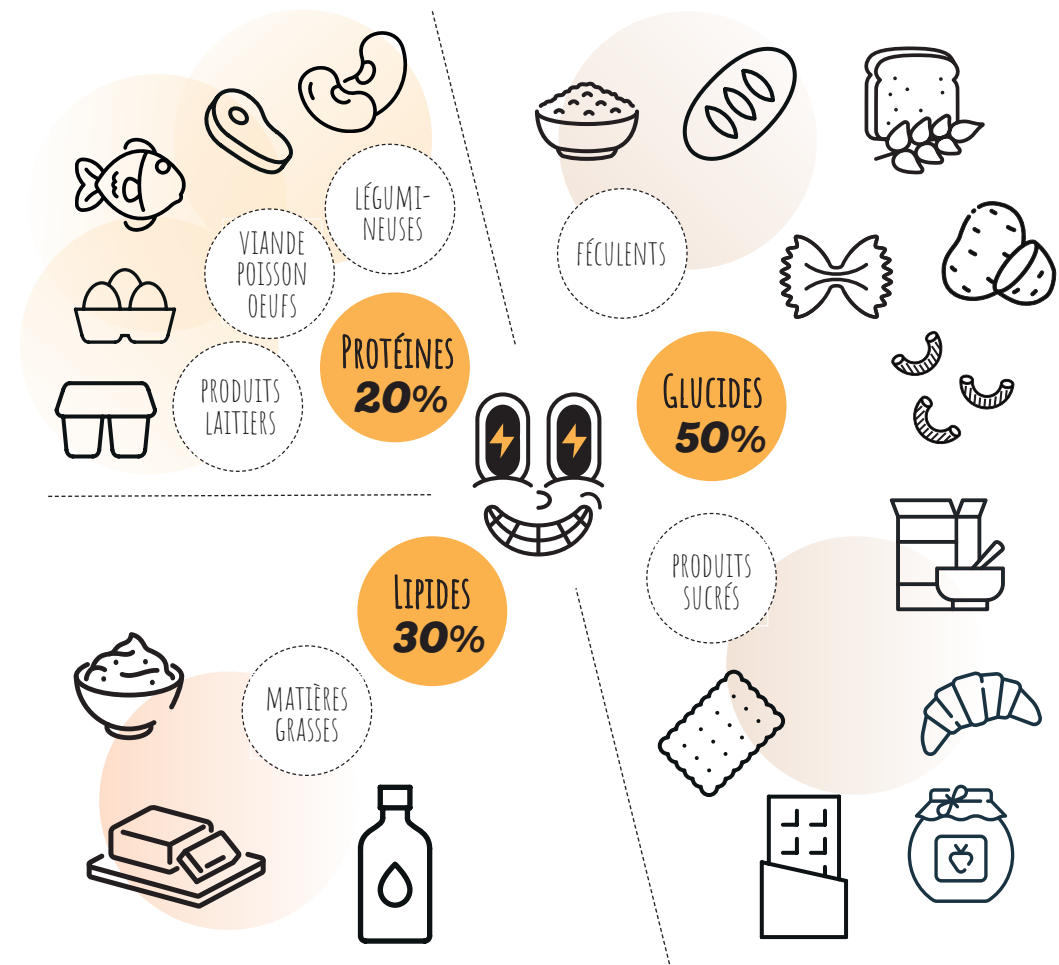 LÉGUMI-
NEUSES
VIANDE
POISSON
OEUFS
PRODUITS
LAITIERS
PROTÉINES
20%
FÉCULENTS
GLUCIDES
50%
PRODUITS
SUCRÉS
LIPIDES
30%
MATIÈRES
GRASSES